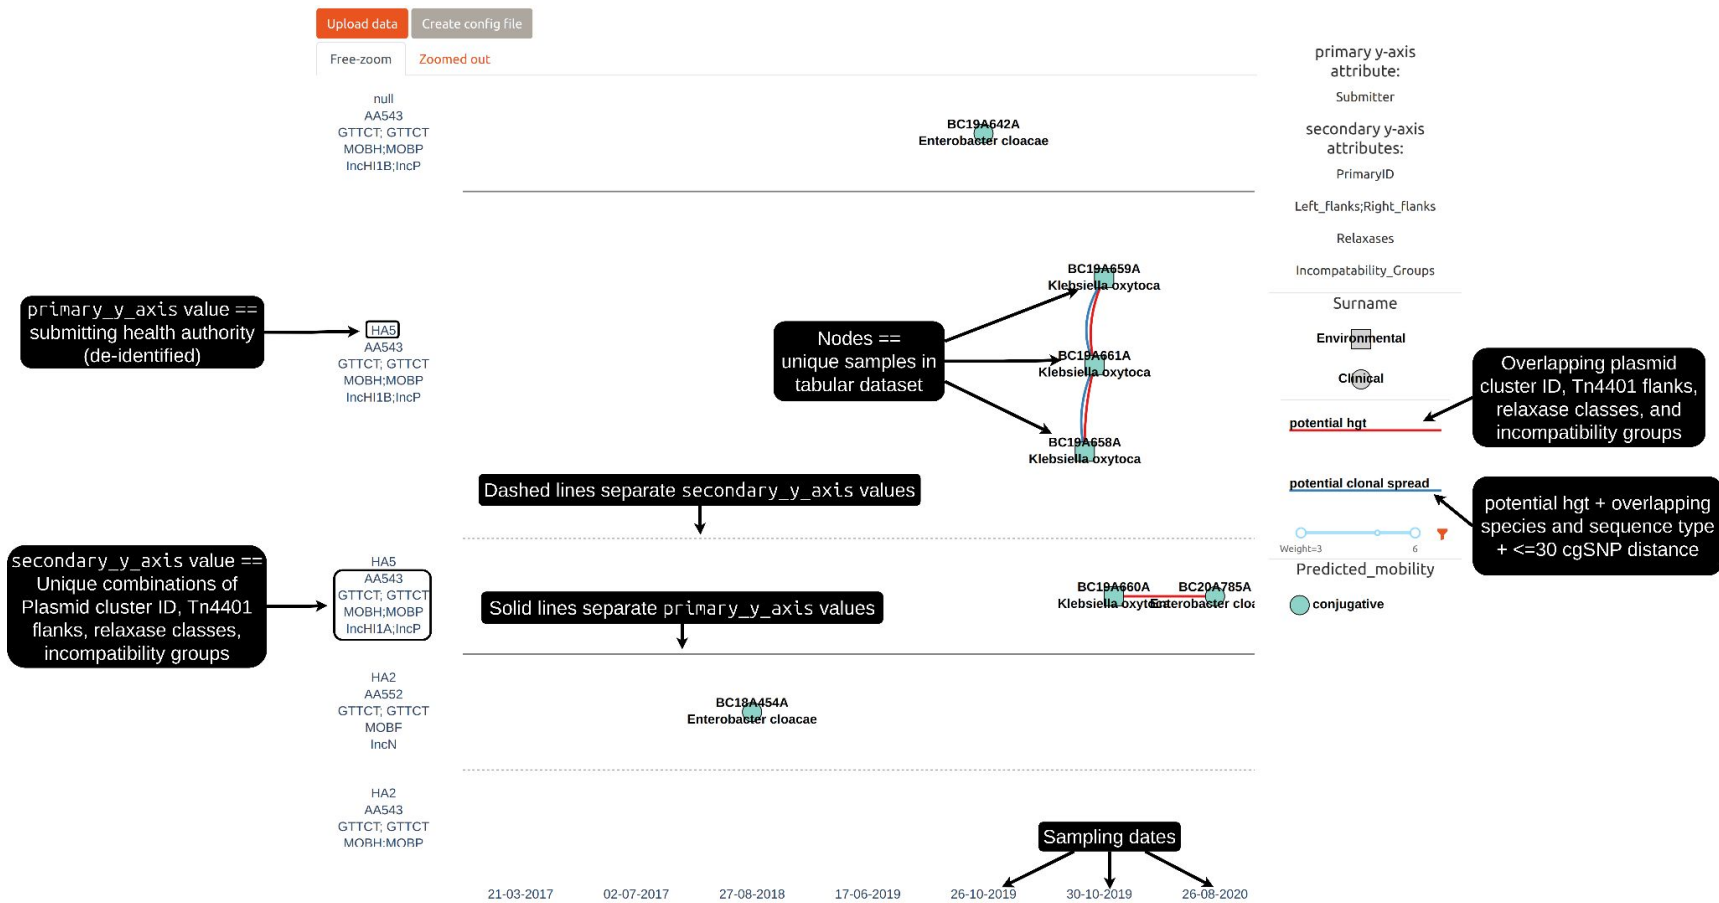 Upload data
Create config file
Free-zoom
Zoomed out
null
AA543
GTTCT; GTTCT
MOBH;MOBP
IncHI1B;IncP
BC19A642A
Enterobacter cloacae
primary_y_axis value ==
submitting health authority
(de-identified)
HA5
AA543
GTTCT; GTTCT
MOBH;MOBP
IncHI1B;IncP
Nodes ==
unique samples in
tabular dataset
BC19A659A
Klebsiella oxytoca
BC19A661A
Klebsiella oxytoca
BC19A658A
Klebsiella oxytoca
Dashed lines separate secondary_y_axis values
secondary_y_axis value ==
Unique combinations of
Plasmid cluster ID, Tn4401
flanks, relaxase classes,
incompatibility groups
HA5
AA543
GTTCT; GTTCT
MOBH;MOBP
IncHI1A;IncP
Solid lines separate primary_y_axis values
BC19A660A
Klebsiella oxytoca
BC20A785A
Enterobacter cloa
HA2
AA552
GTTCT; GTTCT
MOBF
IncN
BC18A454A
Enterobacter cloacae
HA2
AA543
GTTCT; GTTCT
MOBH;MOBP
Sampling dates
21-03-2017
02-07-2017
27-08-2018
17-06-2019
26-10-2019
30-10-2019
26-08-2020
primary y-axis
attribute:
Submitter
secondary y-axis
attributes:
PrimaryID
Left_flanks;Right_flanks
Relaxases
Incompatability_Groups
Surname
Environmental
Clinical
potential hgt
potential clonal spread
Weight=3
6
Predicted_mobility
conjugative
Overlapping plasmid
cluster ID, Tn4401 flanks,
relaxase classes, and
incompatibility groups
potential hgt + overlapping
species and sequence type
+ <=30 cgSNP distance